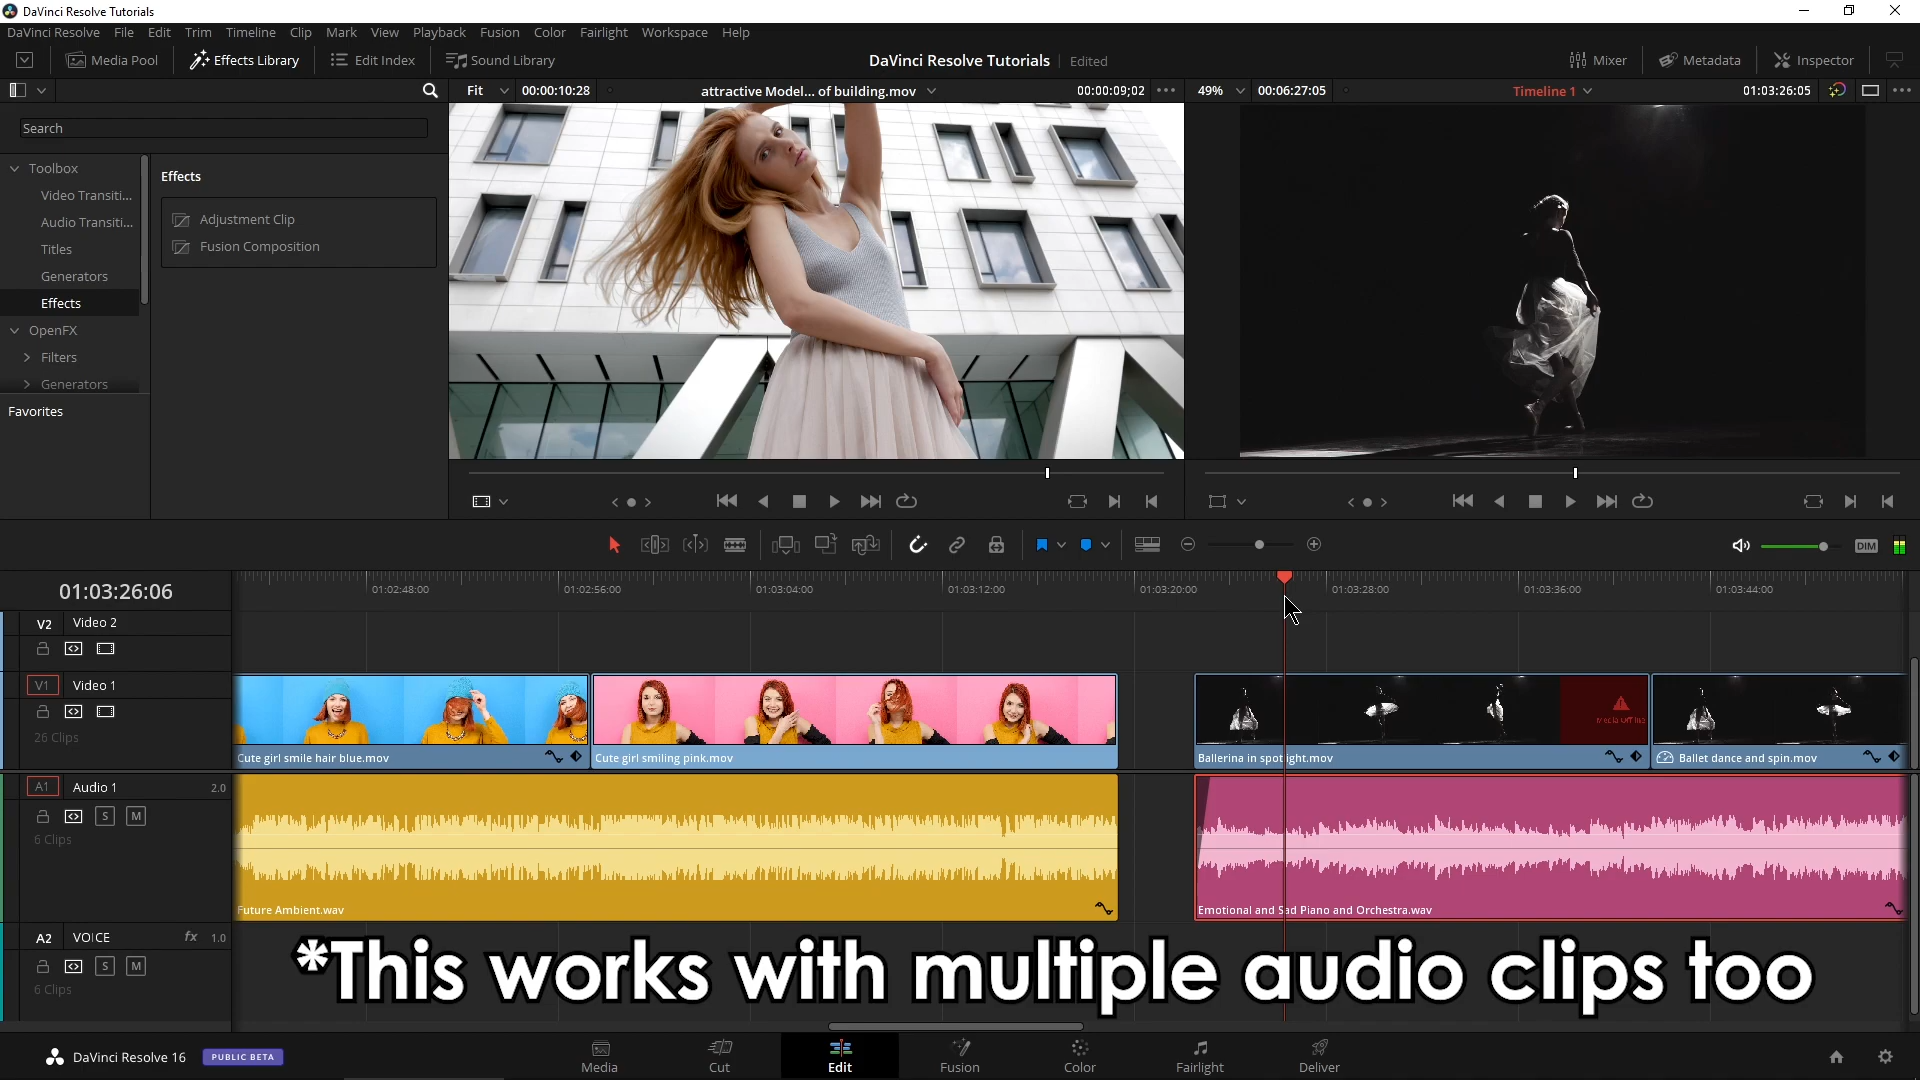 DaVinci Resolve Tutorials
DaVinci Resolve File Edit Trim Timeline Clip Mark View Playback Fusion Color Fairlight Workspace Help
Media Pool Effects Library Edit Index Sound Library DaVinci Resolve Tutorials Edited Mixer Metadata Inspector
Fit 00:00:10:28 attractive Model... of building.mov 00:00:09;02 49% 00:06:27:05 Timeline 1 01:03:26:05
Search
Toolbox
Video Transiti...
Audio Transiti...
Titles
Generators
Effects
OpenFX
Filters
Generators
Favorites
Effects
Adjustment Clip
Fusion Composition
DIM
01:03:26:06
01:02:48:00 01:02:56:00 01:03:04:00 01:03:12:00 01:03:20:00 01:03:28:00 01:03:36:00 01:03:44:00
V2 Video 2
V1 Video 1
26 Clips
Media Offline
Cute girl smile hair blue.mov Cute girl smiling pink.mov Ballerina in spotlight.mov Ballet dance and spin.mov
A1 Audio 1 2.0
S M
6 Clips
Future Ambient.wav Emotional and Sad Piano and Orchestra.wav
A2 VOICE fx 1.0
S M
6 Clips
*This works with multiple audio clips too
DaVinci Resolve 16 PUBLIC BETA
Media Cut Edit Fusion Color Fairlight Deliver